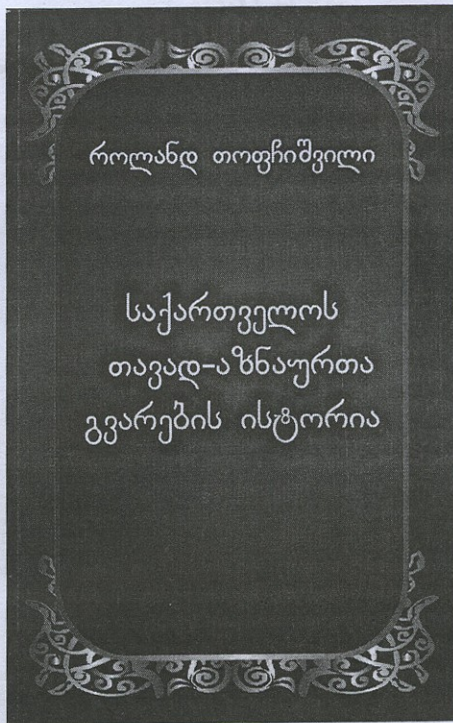 როლანდ თოფჩიშვილი
საქართველოს
თავად-აზნაურთა
გვარების ისტორია